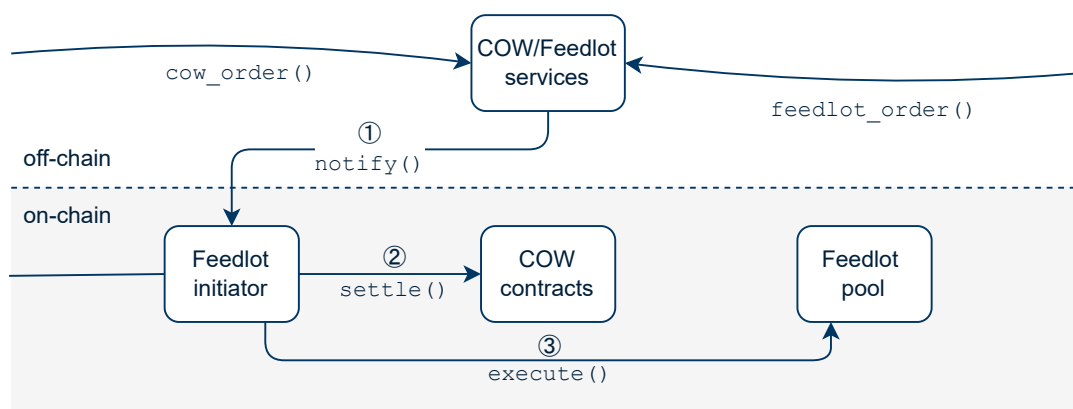 COW/Feedlot
services
cow_order()
feedlot_order()
①
notify()
off-chain
on-chain
Feedlot
initiator
②
settle()
COW
contracts
Feedlot
pool
③
execute()